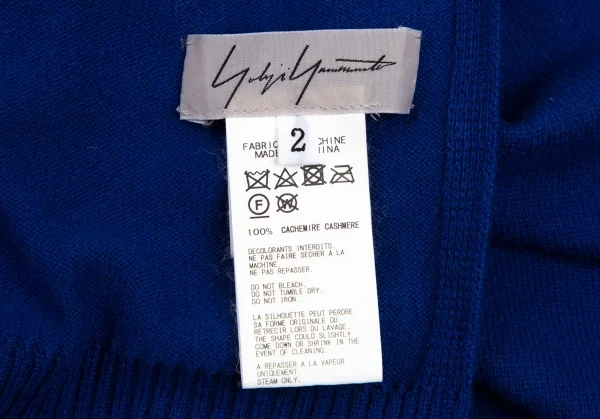 Yohji Yamamoto
2
FABRIQ CHINE
MADE INA
F W
100% CACHEMIRE CASHMERE
DECOLORANTS INTERDITS.
NE PAS FAIRE SECHER A LA
MACHINE.
NE PAS REPASSER.
DO NOT BLEACH.
DO NOT TUMBLE DRY.
DO NOT IRON.
LA SILHOUETTE PEUT PERDRE
SA FORME ORIGINALE OU
RETRECIR LORS DU LAVAGE.
THE SHAPE COULD SLIGHTLY
COME DOWN OR SHRINK IN THE
EVENT OF CLEANING.
A REPASSER A LA VAPEUR
UNIQUEMENT.
STEAM ONLY.